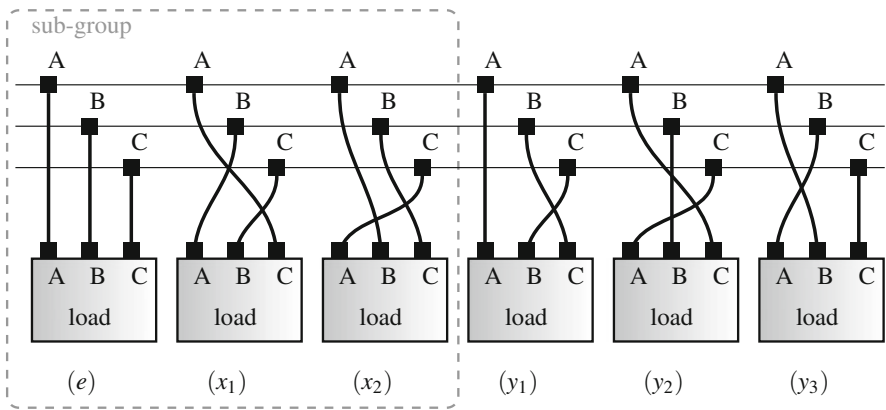 sub-group
A A A A A A
B B B B B B
C C C C C C
A B C A B C A B C A B C A B C A B C
load load load load load load
(e) (x1) (x2) (y1) (y2) (y3)